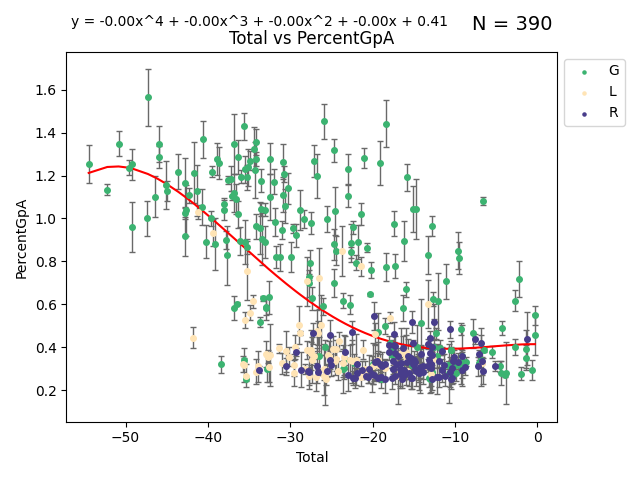 y = -0.00x^4 + -0.00x^3 + -0.00x^2 + -0.00x + 0.41
N = 390
Total vs PercentGpA
PercentGpA
1.6
1.4
1.2
1.0
0.8
0.6
0.4
0.2
−50
−40
−30
−20
−10
0
Total
G
L
R